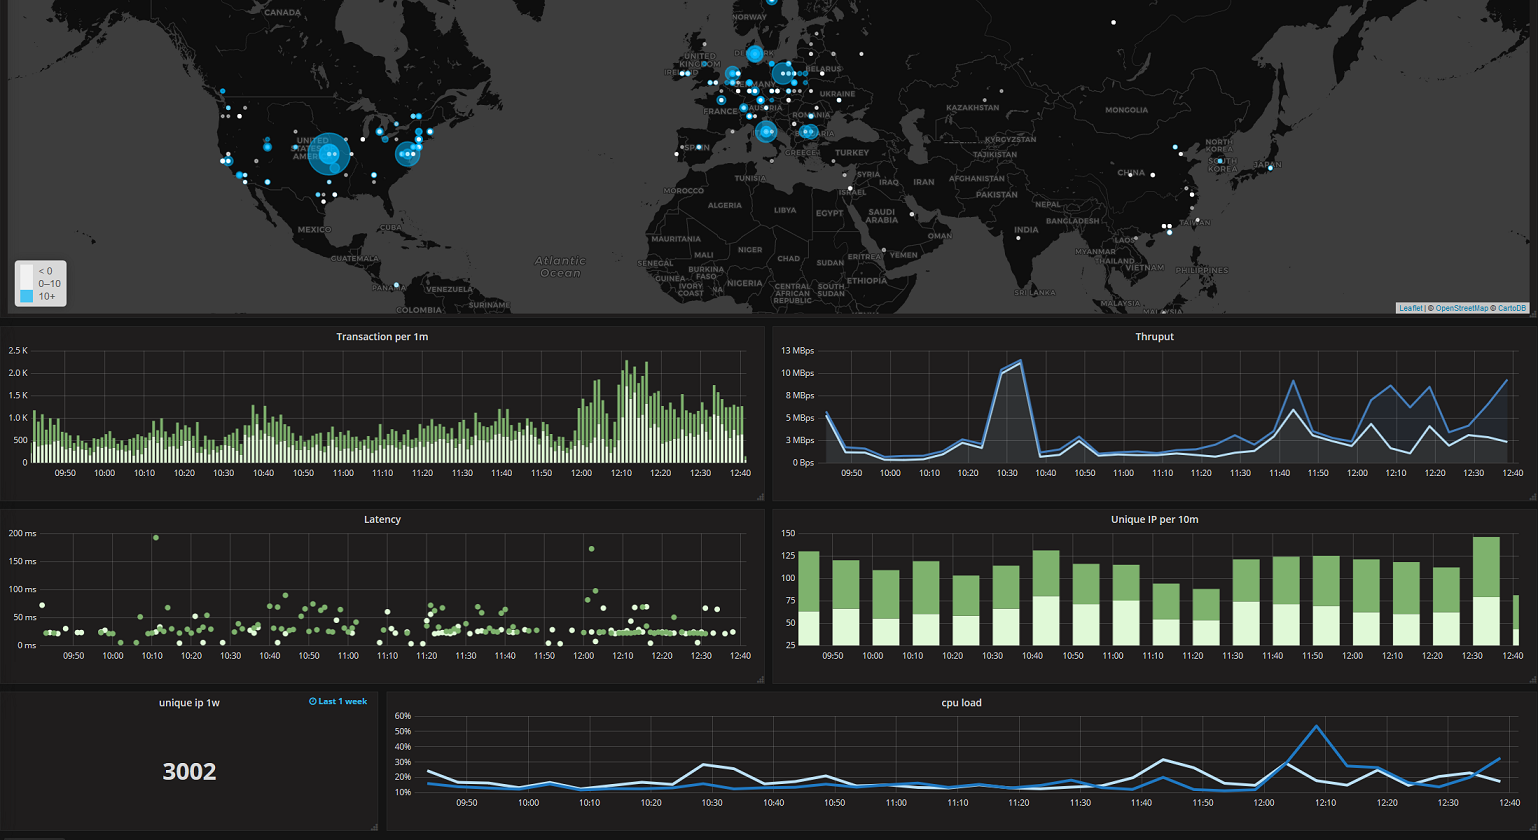 CANADA
NORWAY
UNITED
KINGDOM
IRELAND
BELARUS
GERMANY
UKRAINE
FRANCE
AUSTRIA
ROMANIA
KAZAKHSTAN
MONGOLIA
UNITED
STATES OF
AMERICA
SPAIN
BULGARIA
GREECE
TURKEY
KYRGYZSTAN
TAJIKISTAN
NORTH
KOREA
SOUTH
KOREA
JAPAN
CHINA
TUNISIA
SYRIA
IRAQ
IRAN
AFGHANISTAN
MOROCCO
ISRAEL
PAKISTAN
ALGERIA
LIBYA
EGYPT
SAUDI
ARABIA
NEPAL
BANGLADESH
TAIWAN
MEXICO
CUBA
INDIA
OMAN
MAURITANIA
MALI
NIGER
CHAD
SUDAN
ERITREA
YEMEN
MYANMAR
LAOS
THAILAND
VIETNAM
PHILIPPINES
GUATEMALA
Atlantic
Ocean
SENEGAL
GUINEA
BURKINA
FASO
IVORY
COAST
NIGERIA
CENTRAL
AFRICAN
REPUBLIC
SOUTH
SUDAN
ETHIOPIA
SRI LANKA
MALAYSIA
PANAMA
VENEZUELA
SURINAME
COLOMBIA
< 0
0–10
10+
Leaflet | © OpenStreetMap © CartoDB
Transaction per 1m
2.5 K
2.0 K
1.5 K
1.0 K
500
0
09:50 10:00 10:10 10:20 10:30 10:40 10:50 11:00 11:10 11:20 11:30 11:40 11:50 12:00 12:10 12:20 12:30 12:40
Thruput
13 MBps
10 MBps
8 MBps
5 MBps
3 MBps
0 Bps
09:50 10:00 10:10 10:20 10:30 10:40 10:50 11:00 11:10 11:20 11:30 11:40 11:50 12:00 12:10 12:20 12:30 12:40
Latency
200 ms
150 ms
100 ms
50 ms
0 ms
09:50 10:00 10:10 10:20 10:30 10:40 10:50 11:00 11:10 11:20 11:30 11:40 11:50 12:00 12:10 12:20 12:30 12:40
Unique IP per 10m
150
125
100
75
50
25
09:50 10:00 10:10 10:20 10:30 10:40 10:50 11:00 11:10 11:20 11:30 11:40 11:50 12:00 12:10 12:20 12:30 12:40
unique ip 1w
Last 1 week
3002
cpu load
60%
50%
40%
30%
20%
10%
09:50 10:00 10:10 10:20 10:30 10:40 10:50 11:00 11:10 11:20 11:30 11:40 11:50 12:00 12:10 12:20 12:30 12:40